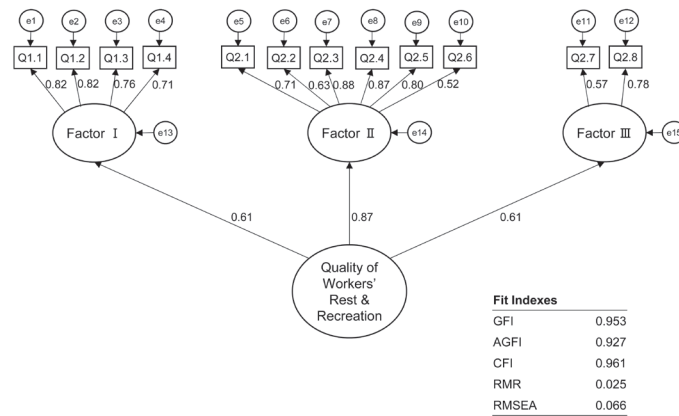 e1 e2 e3 e4 e5 e6 e7 e8 e9 e10 e11 e12
Q1.1 Q1.2 Q1.3 Q1.4 Q2.1 Q2.2 Q2.3 Q2.4 Q2.5 Q2.6 Q2.7 Q2.8
0.82 0.82 0.76 0.71 0.71 0.63 0.88 0.87 0.80 0.52 0.57 0.78
Factor Ⅰ e13 Factor Ⅱ e14 Factor Ⅲ e15
0.61 0.87 0.61
Quality of
Workers'
Rest &
Recreation
Fit Indexes
GFI 0.953
AGFI 0.927
CFI 0.961
RMR 0.025
RMSEA 0.066